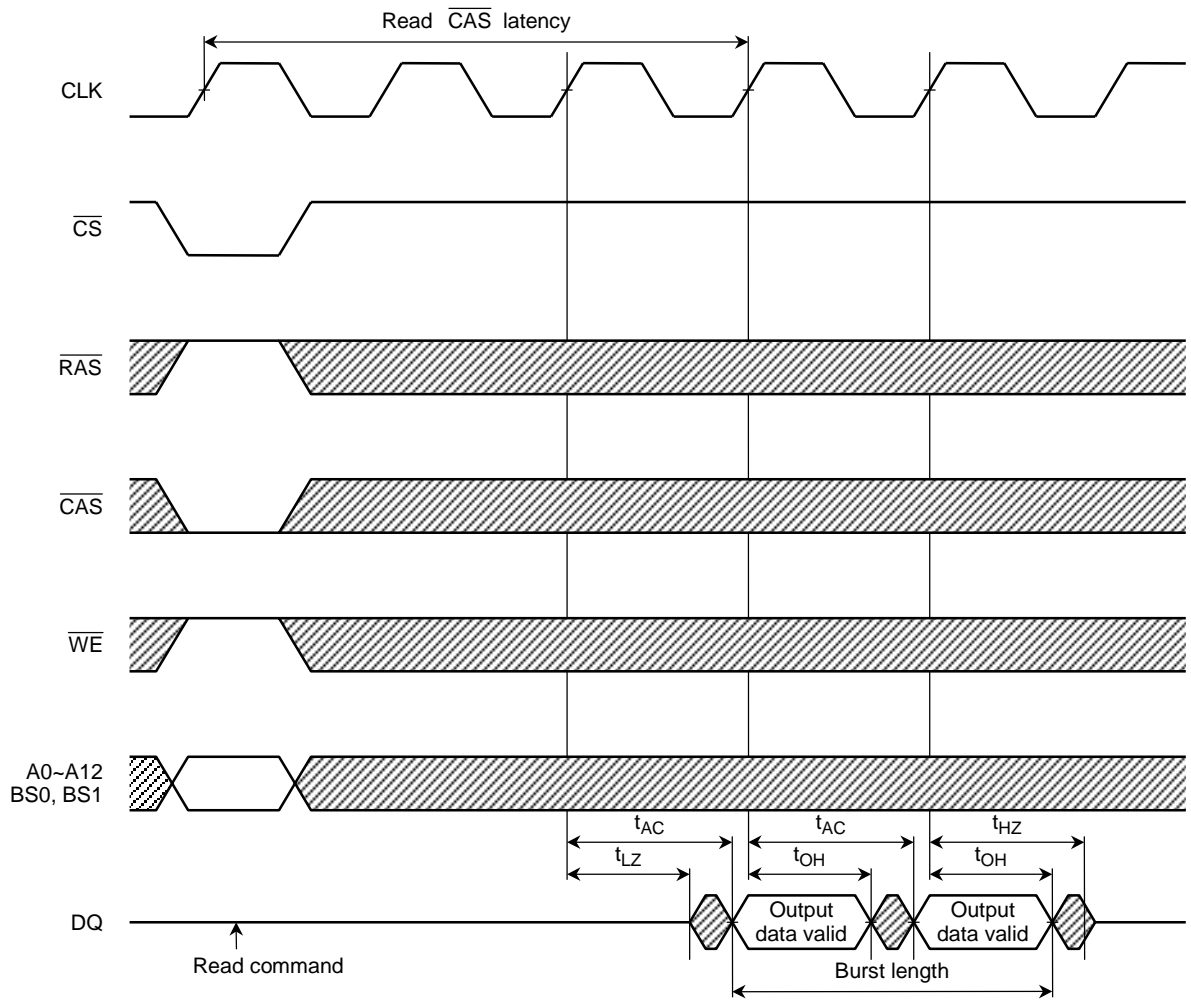 Read CAS latency
CLK
CS
RAS
CAS
WE
A0~A12
BS0, BS1
tAC tAC tHZ
tLZ tOH tOH
DQ
Output
data valid
Output
data valid
Read command
Burst length